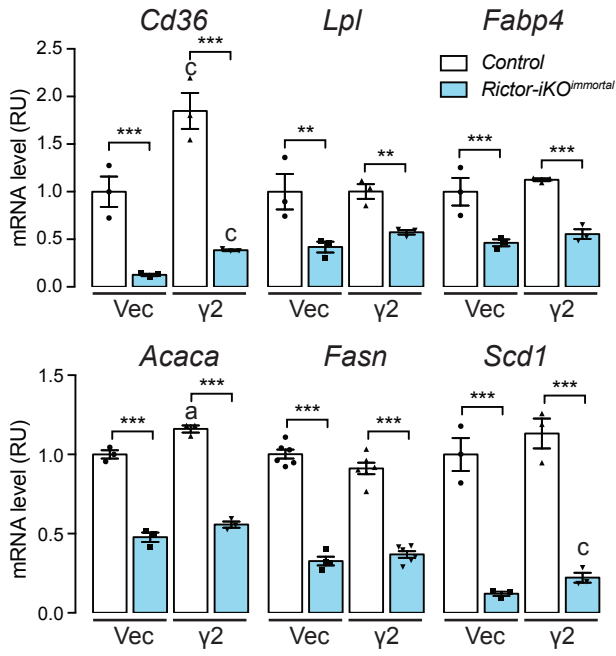 Cd36 Lpl Fabp4
mRNA level (RU)
2.5
2.0
1.5
1.0
0.5
0.0
*** *** ** ** *** ***
c
c
Control
Rictor-iKO^immortal
Vec γ2 Vec γ2 Vec γ2
Acaca Fasn Scd1
mRNA level (RU)
1.5
1.0
0.5
0.0
*** *** *** *** *** ***
a
c
Vec γ2 Vec γ2 Vec γ2